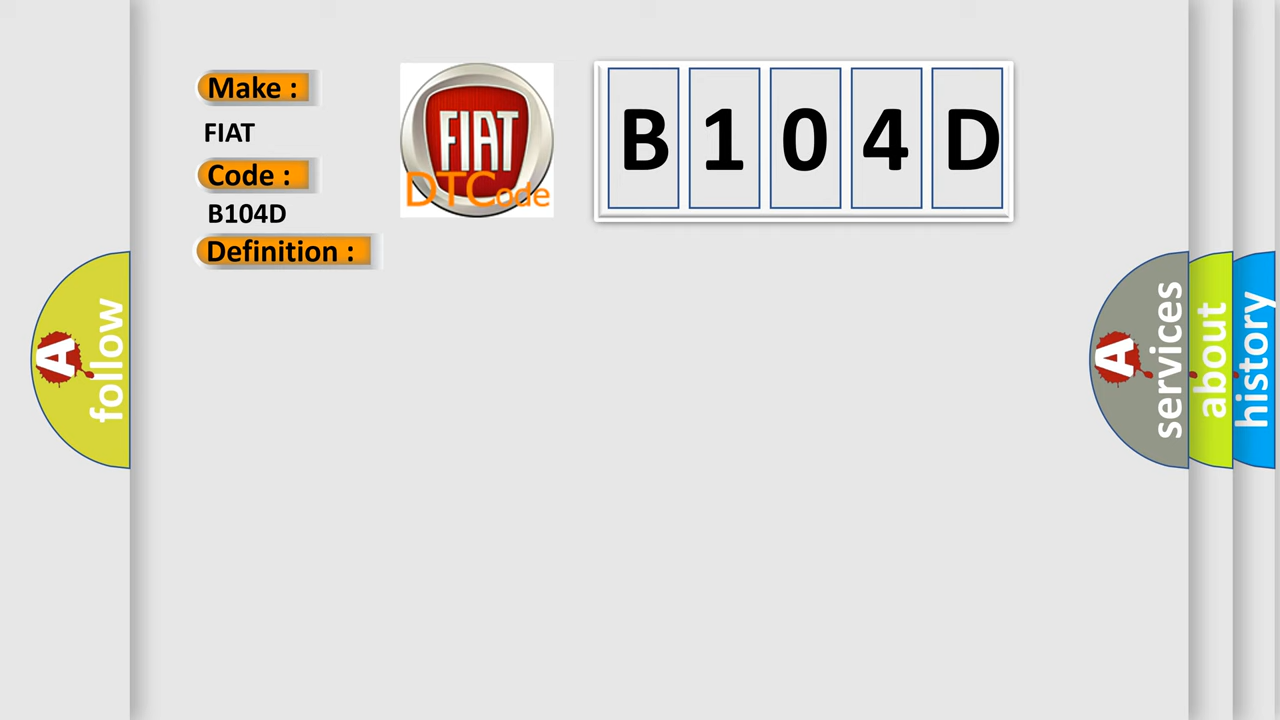 Make :
FIAT
Code :
B104D
Definition :
FIAT
DTCode
B 1 0 4 D
A follow
A services
about
history